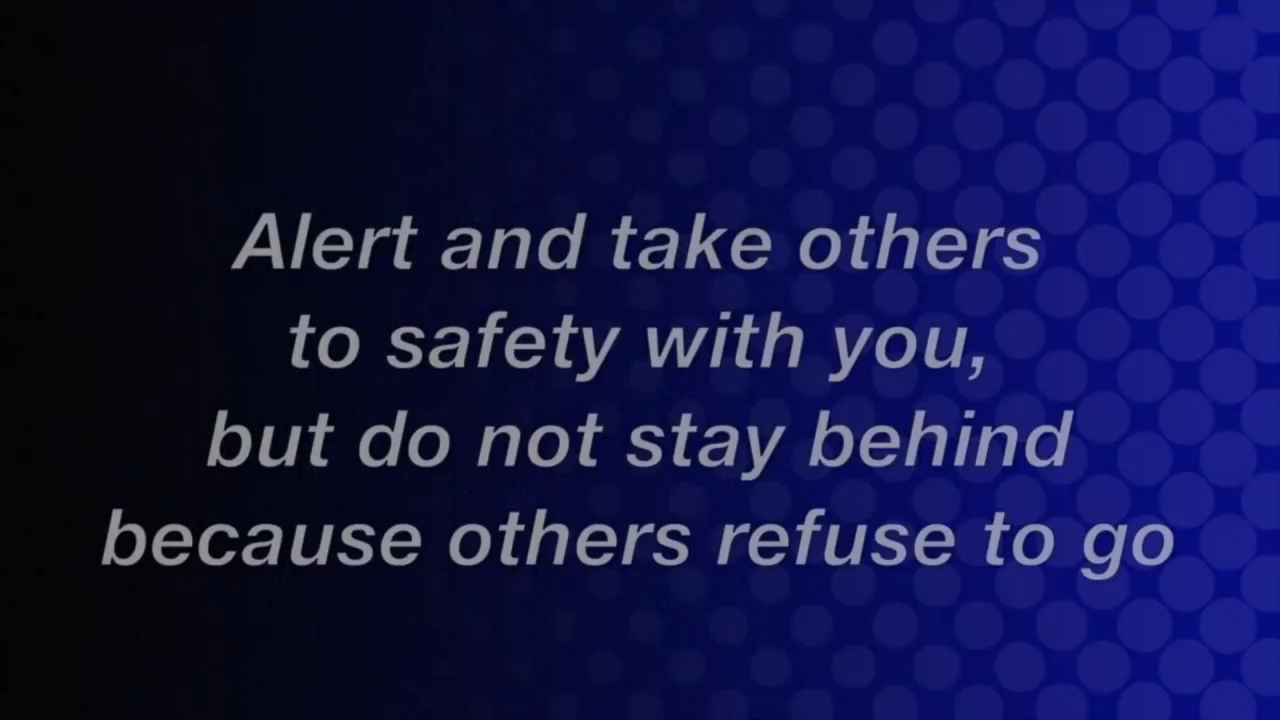 Alert and take others
to safety with you,
but do not stay behind
because others refuse to go